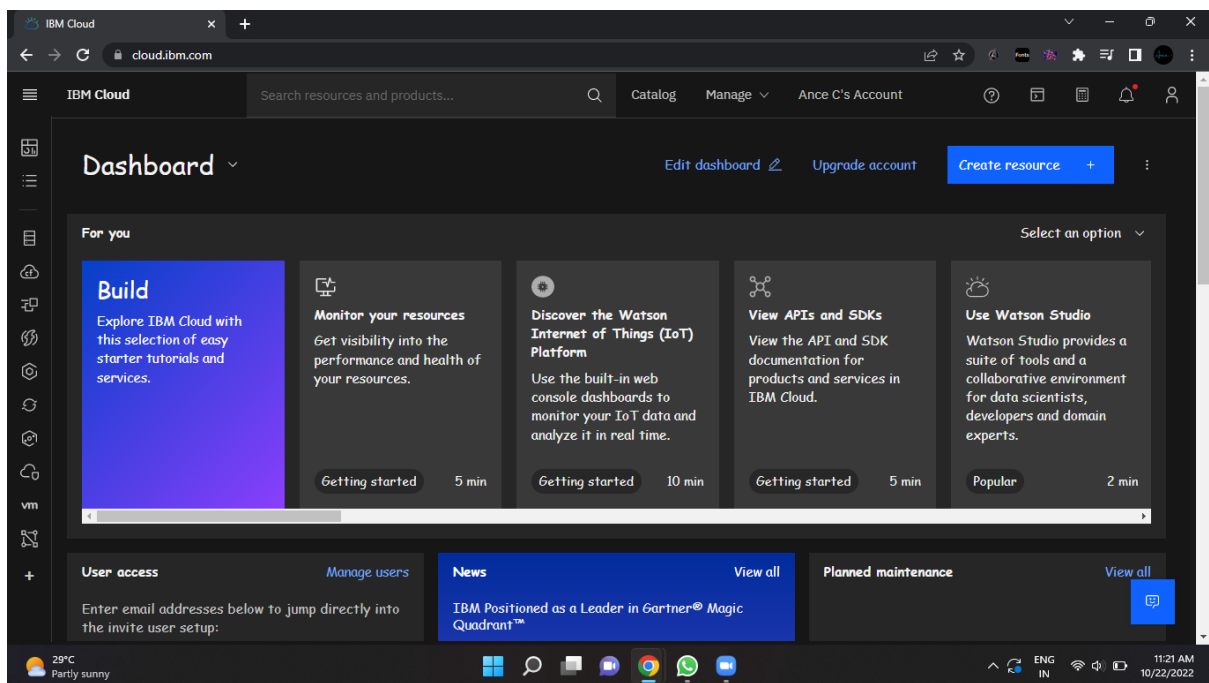 IBM Cloud
cloud.ibm.com
Fonts
IBM Cloud
Search resources and products...
Catalog
Manage
Ance C's Account
Dashboard
Edit dashboard
Upgrade account
Create resource +
For you
Select an option
Build
Explore IBM Cloud with
this selection of easy
starter tutorials and
services.
Monitor your resources
Get visibility into the
performance and health of
your resources.
Getting started 5 min
Discover the Watson
Internet of Things (IoT)
Platform
Use the built-in web
console dashboards to
monitor your IoT data and
analyze it in real time.
Getting started 10 min
View APIs and SDKs
View the API and SDK
documentation for
products and services in
IBM Cloud.
Getting started 5 min
Use Watson Studio
Watson Studio provides a
suite of tools and a
collaborative environment
for data scientists,
developers and domain
experts.
Popular 2 min
vm
User access
Manage users
Enter email addresses below to jump directly into
the invite user setup:
News
View all
IBM Positioned as a Leader in Gartner® Magic
Quadrant™
Planned maintenance
View all
29°C
Partly sunny
ENG
IN
11:21 AM
10/22/2022